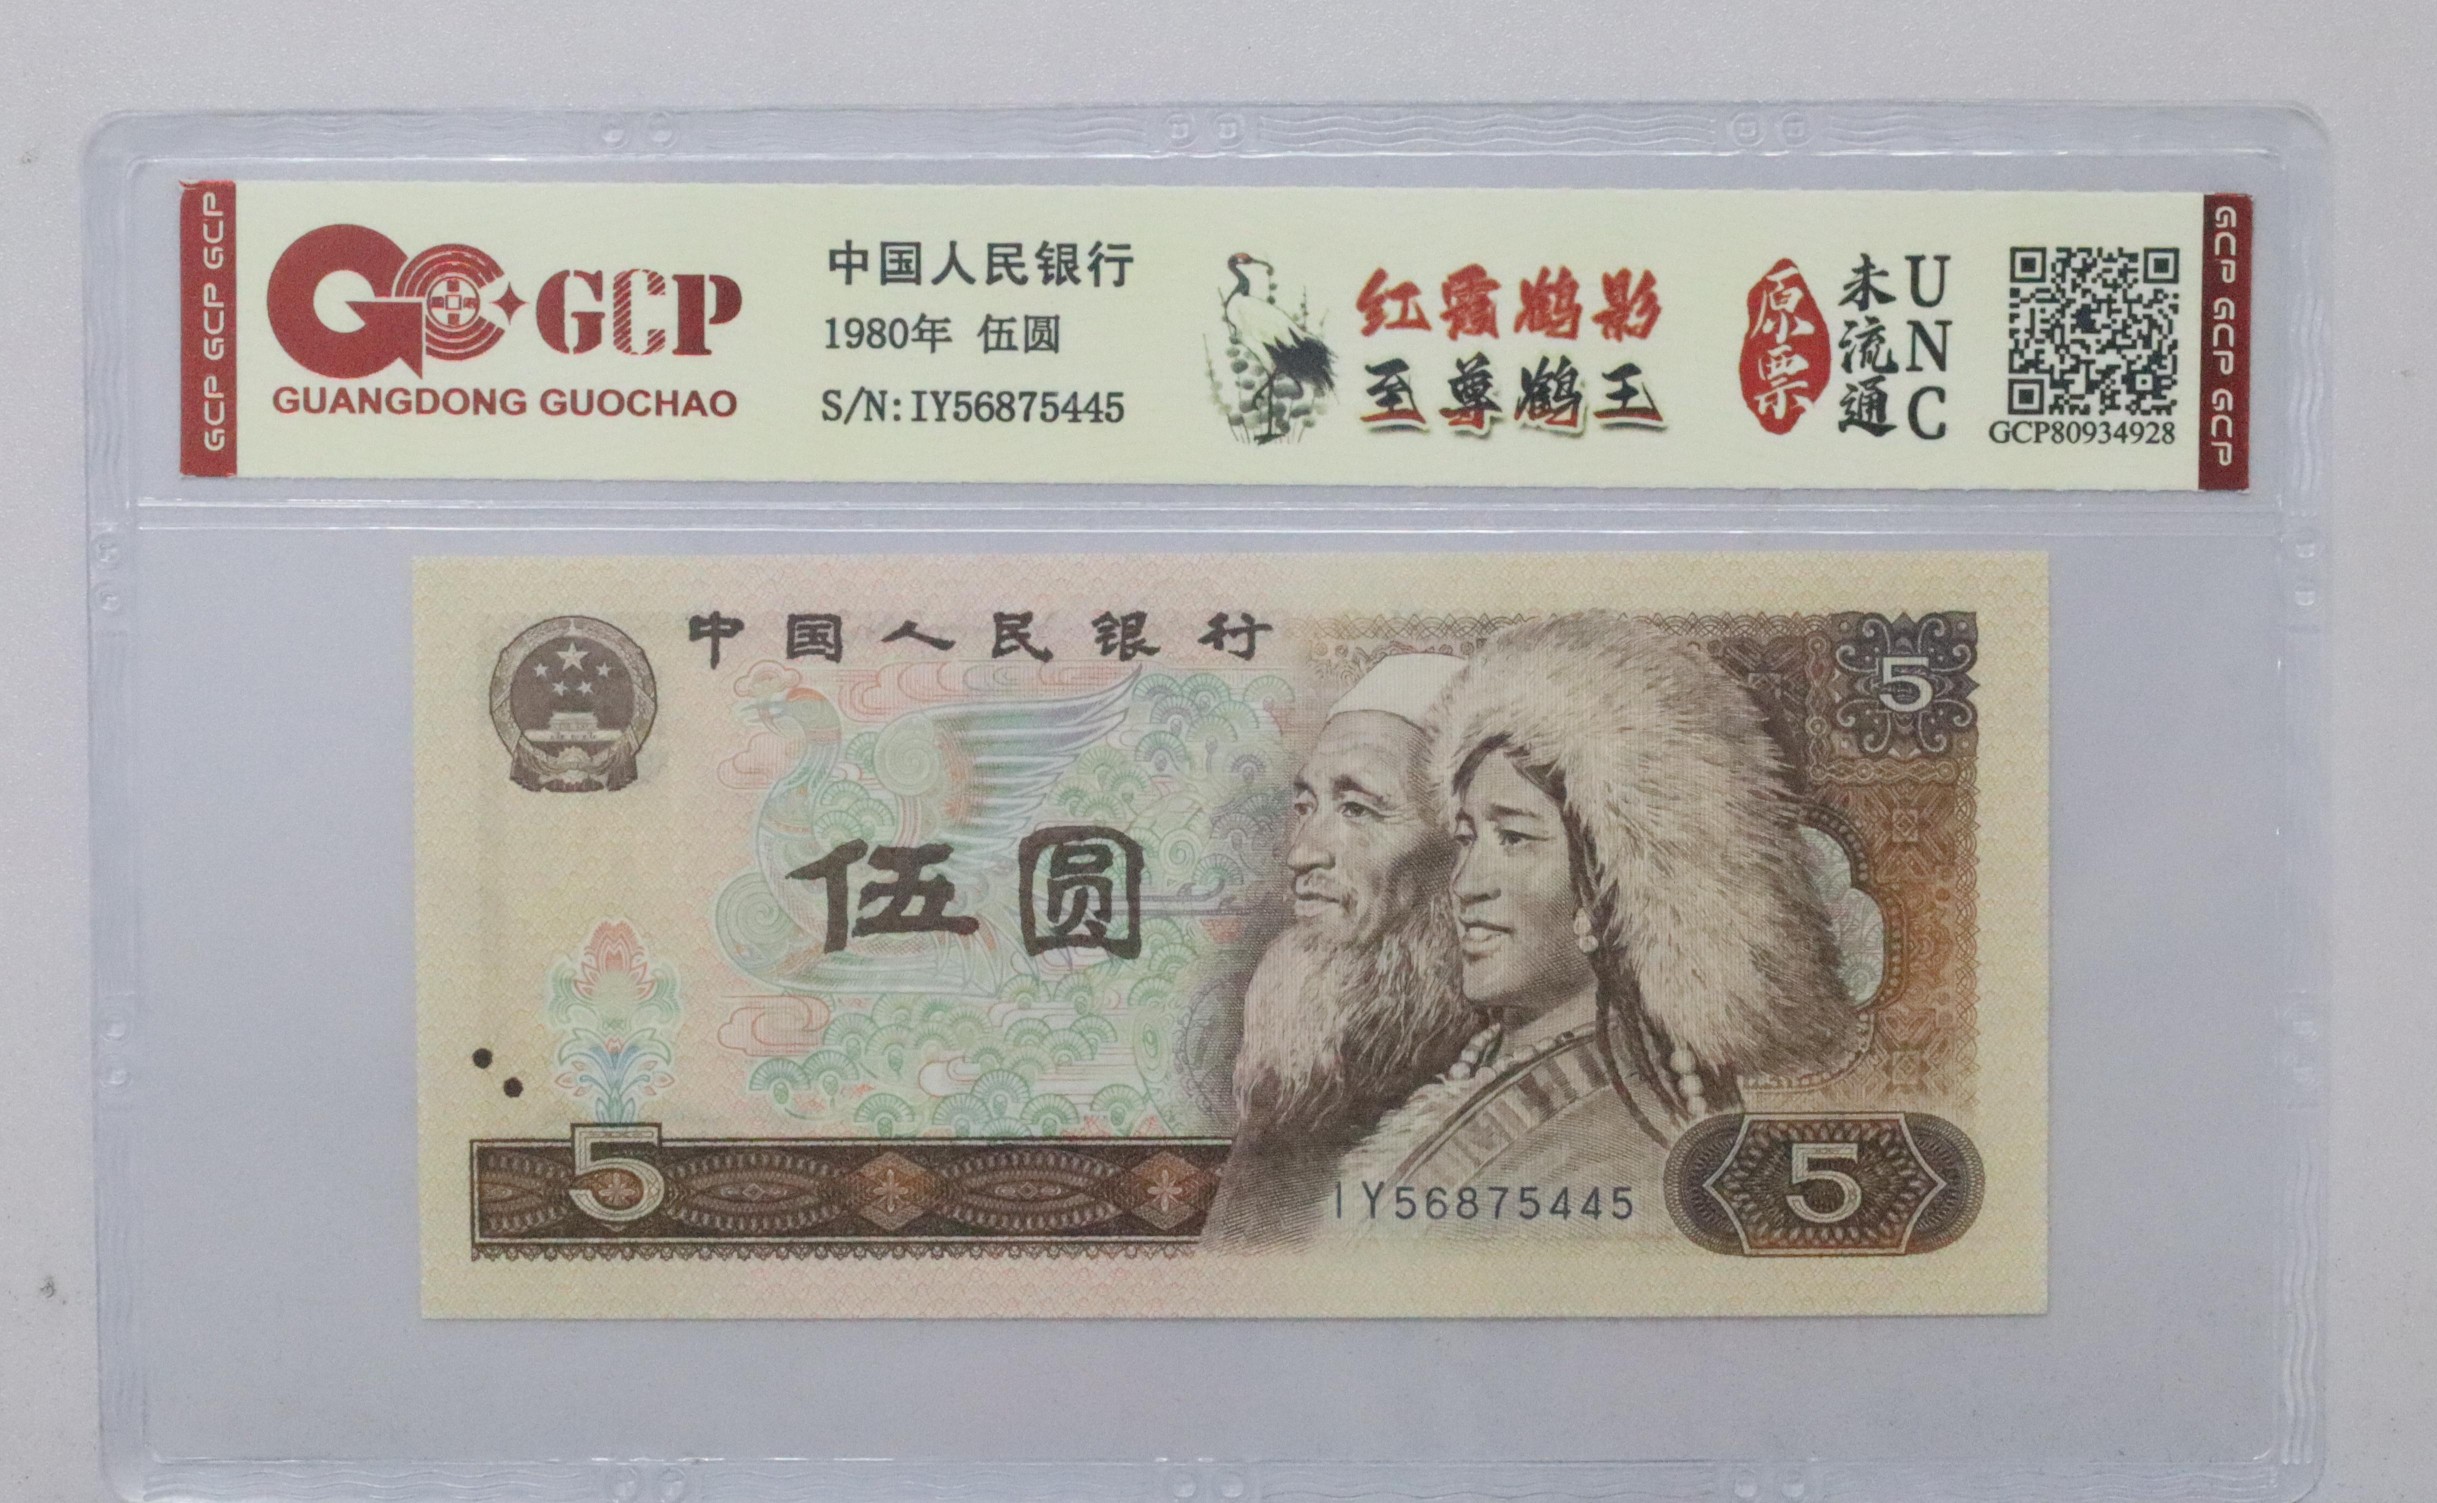 GCP GCP GCP
GCP
GUANGDONG GUOCHAO
中国人民银行
1980年 伍圆
S/N:IY56875445
红霞鹤影
至尊鹤王
原票
未流通
UNC
GCP80934928
GCP GCP GCP
中国人民银行
5
伍圆
5
IY56875445
5